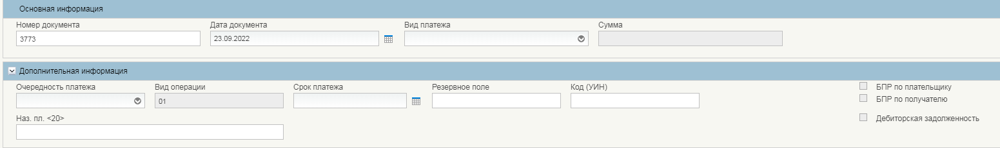 Основная информация
Номер документа Дата документа Вид платежа Сумма
3773 23.09.2022
Дополнительная информация
Очередность платежа Вид операции Срок платежа Резервное поле Код (УИН) БПР по плательщику
01 БПР по получателю
Наз. пл. <20> Дебиторская задолженность